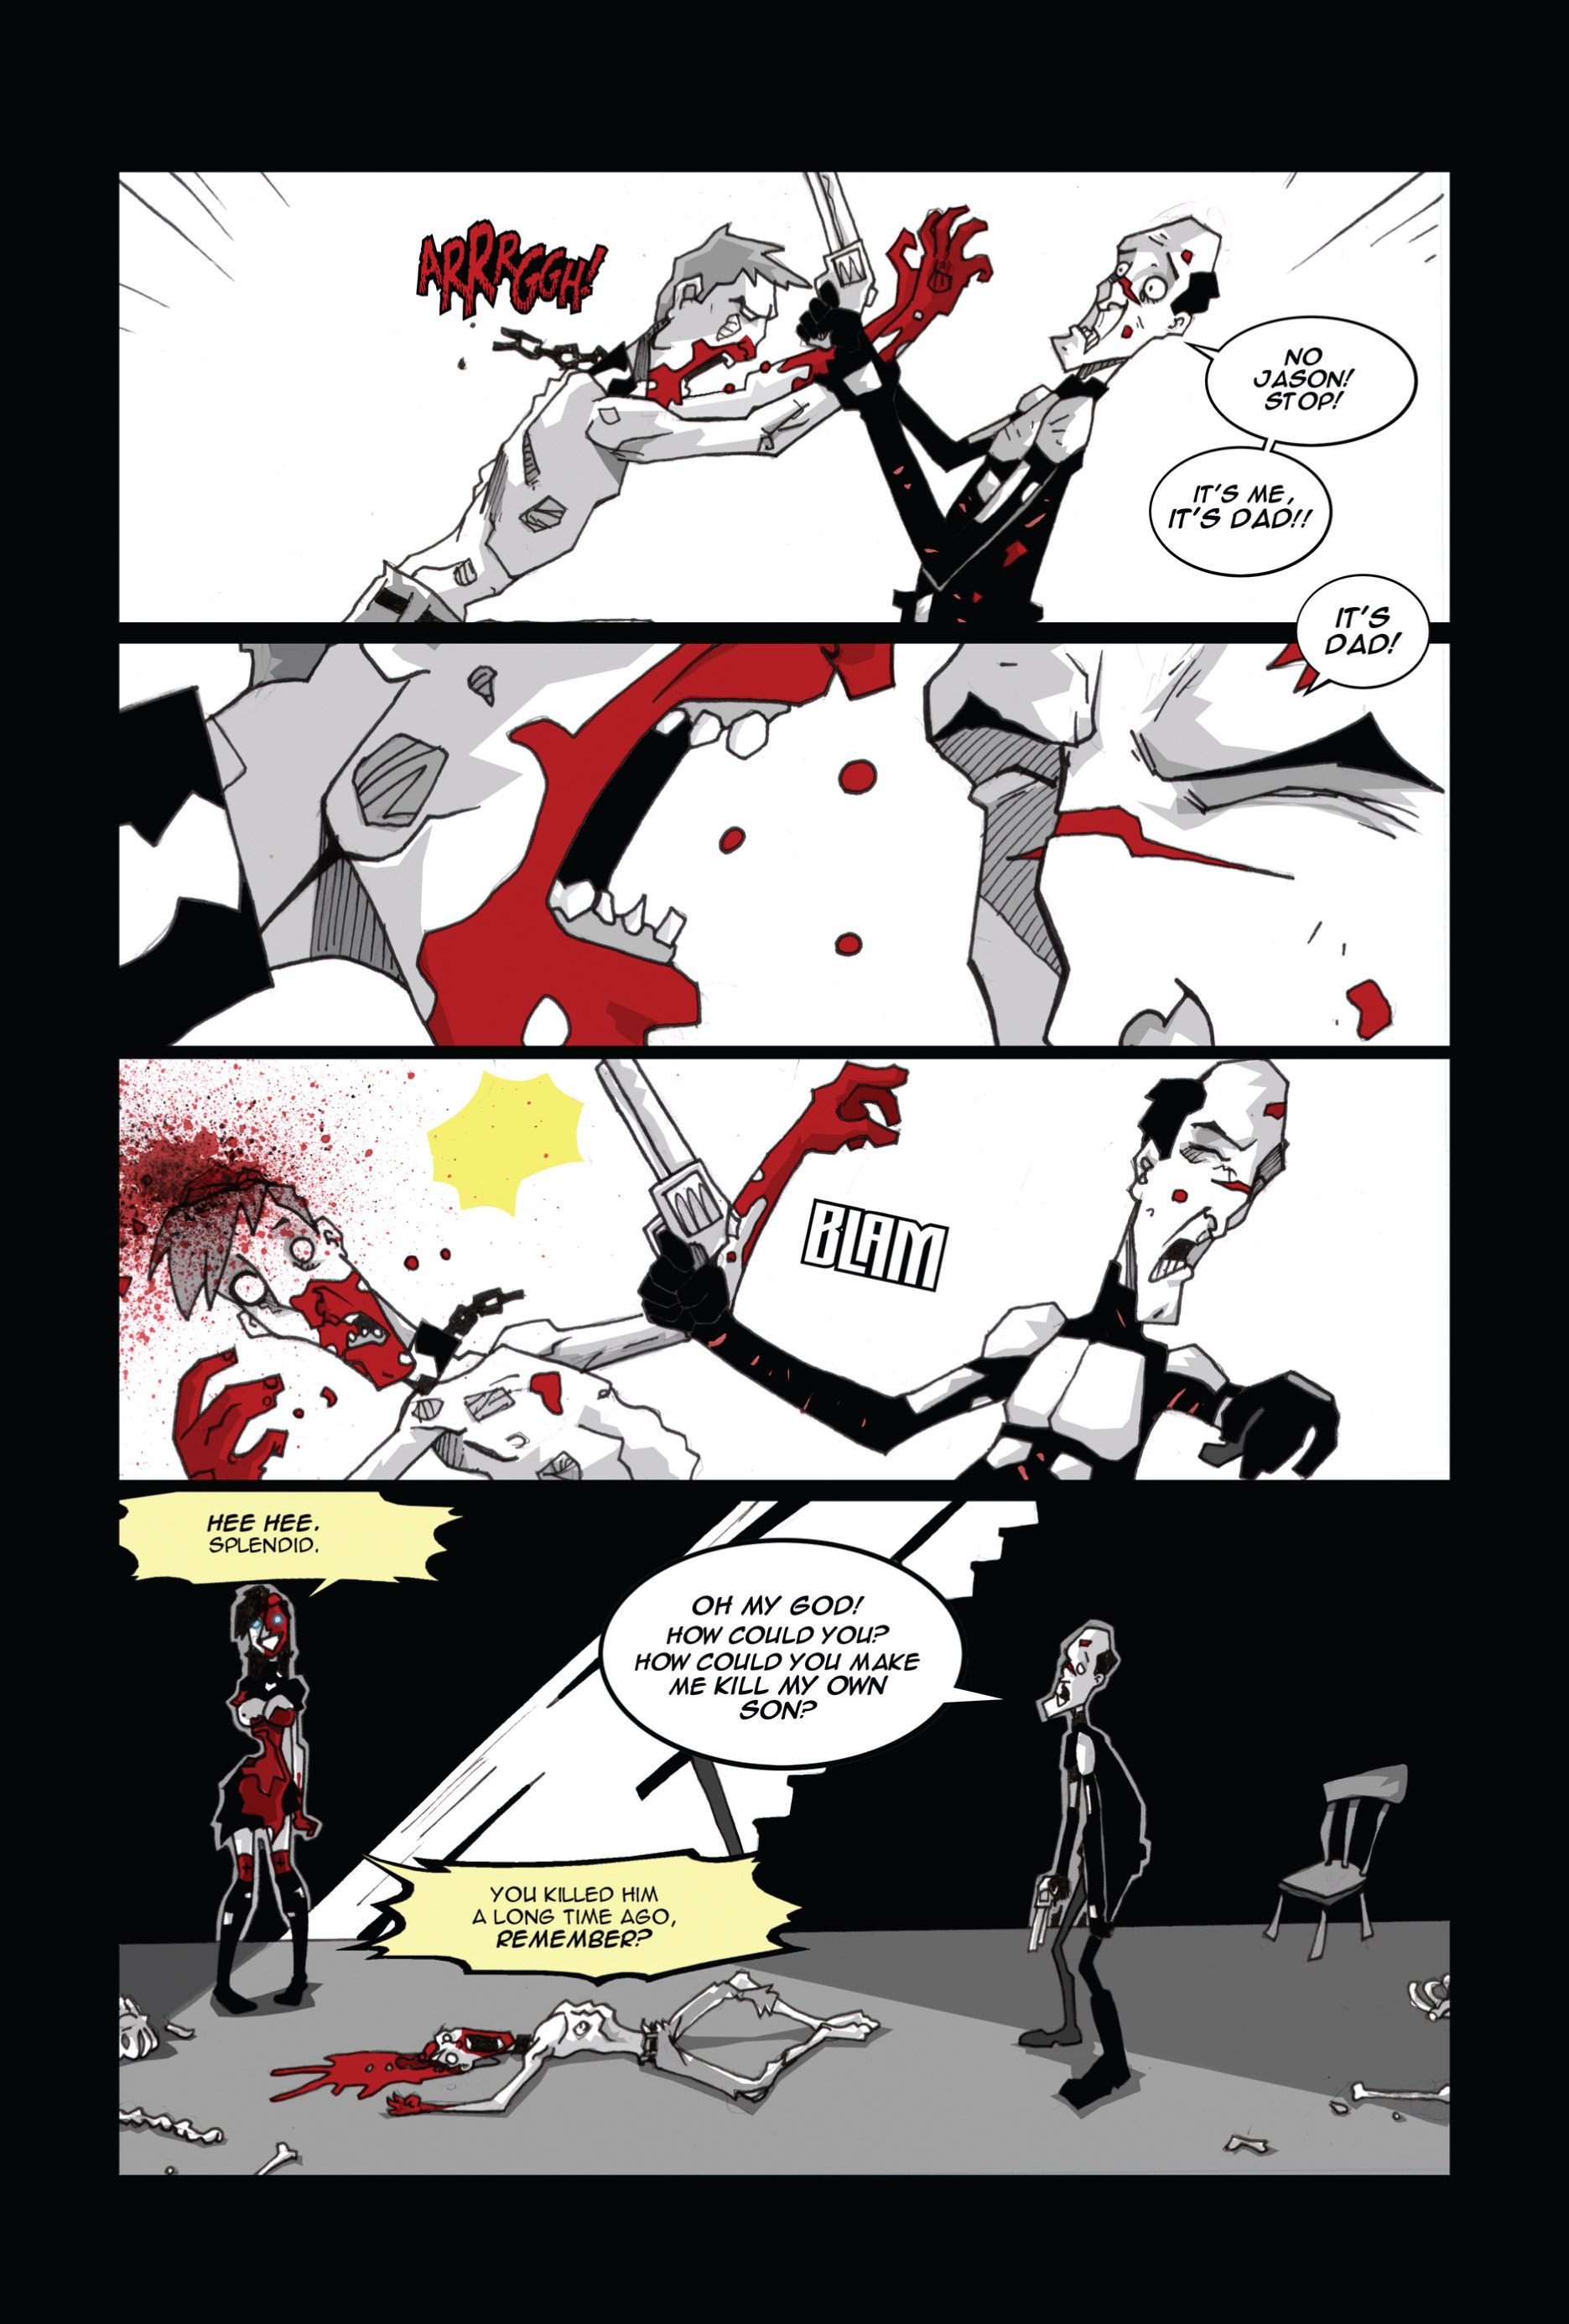 ARRRGGH!
NO
JASON!
STOP!
IT'S ME,
IT'S DAD!!
IT'S
DAD!
BLAM
HEE HEE.
SPLENDID.
OH MY GOD!
HOW COULD YOU?
HOW COULD YOU MAKE
ME KILL MY OWN
SON?
YOU KILLED HIM
A LONG TIME AGO,
REMEMBER?